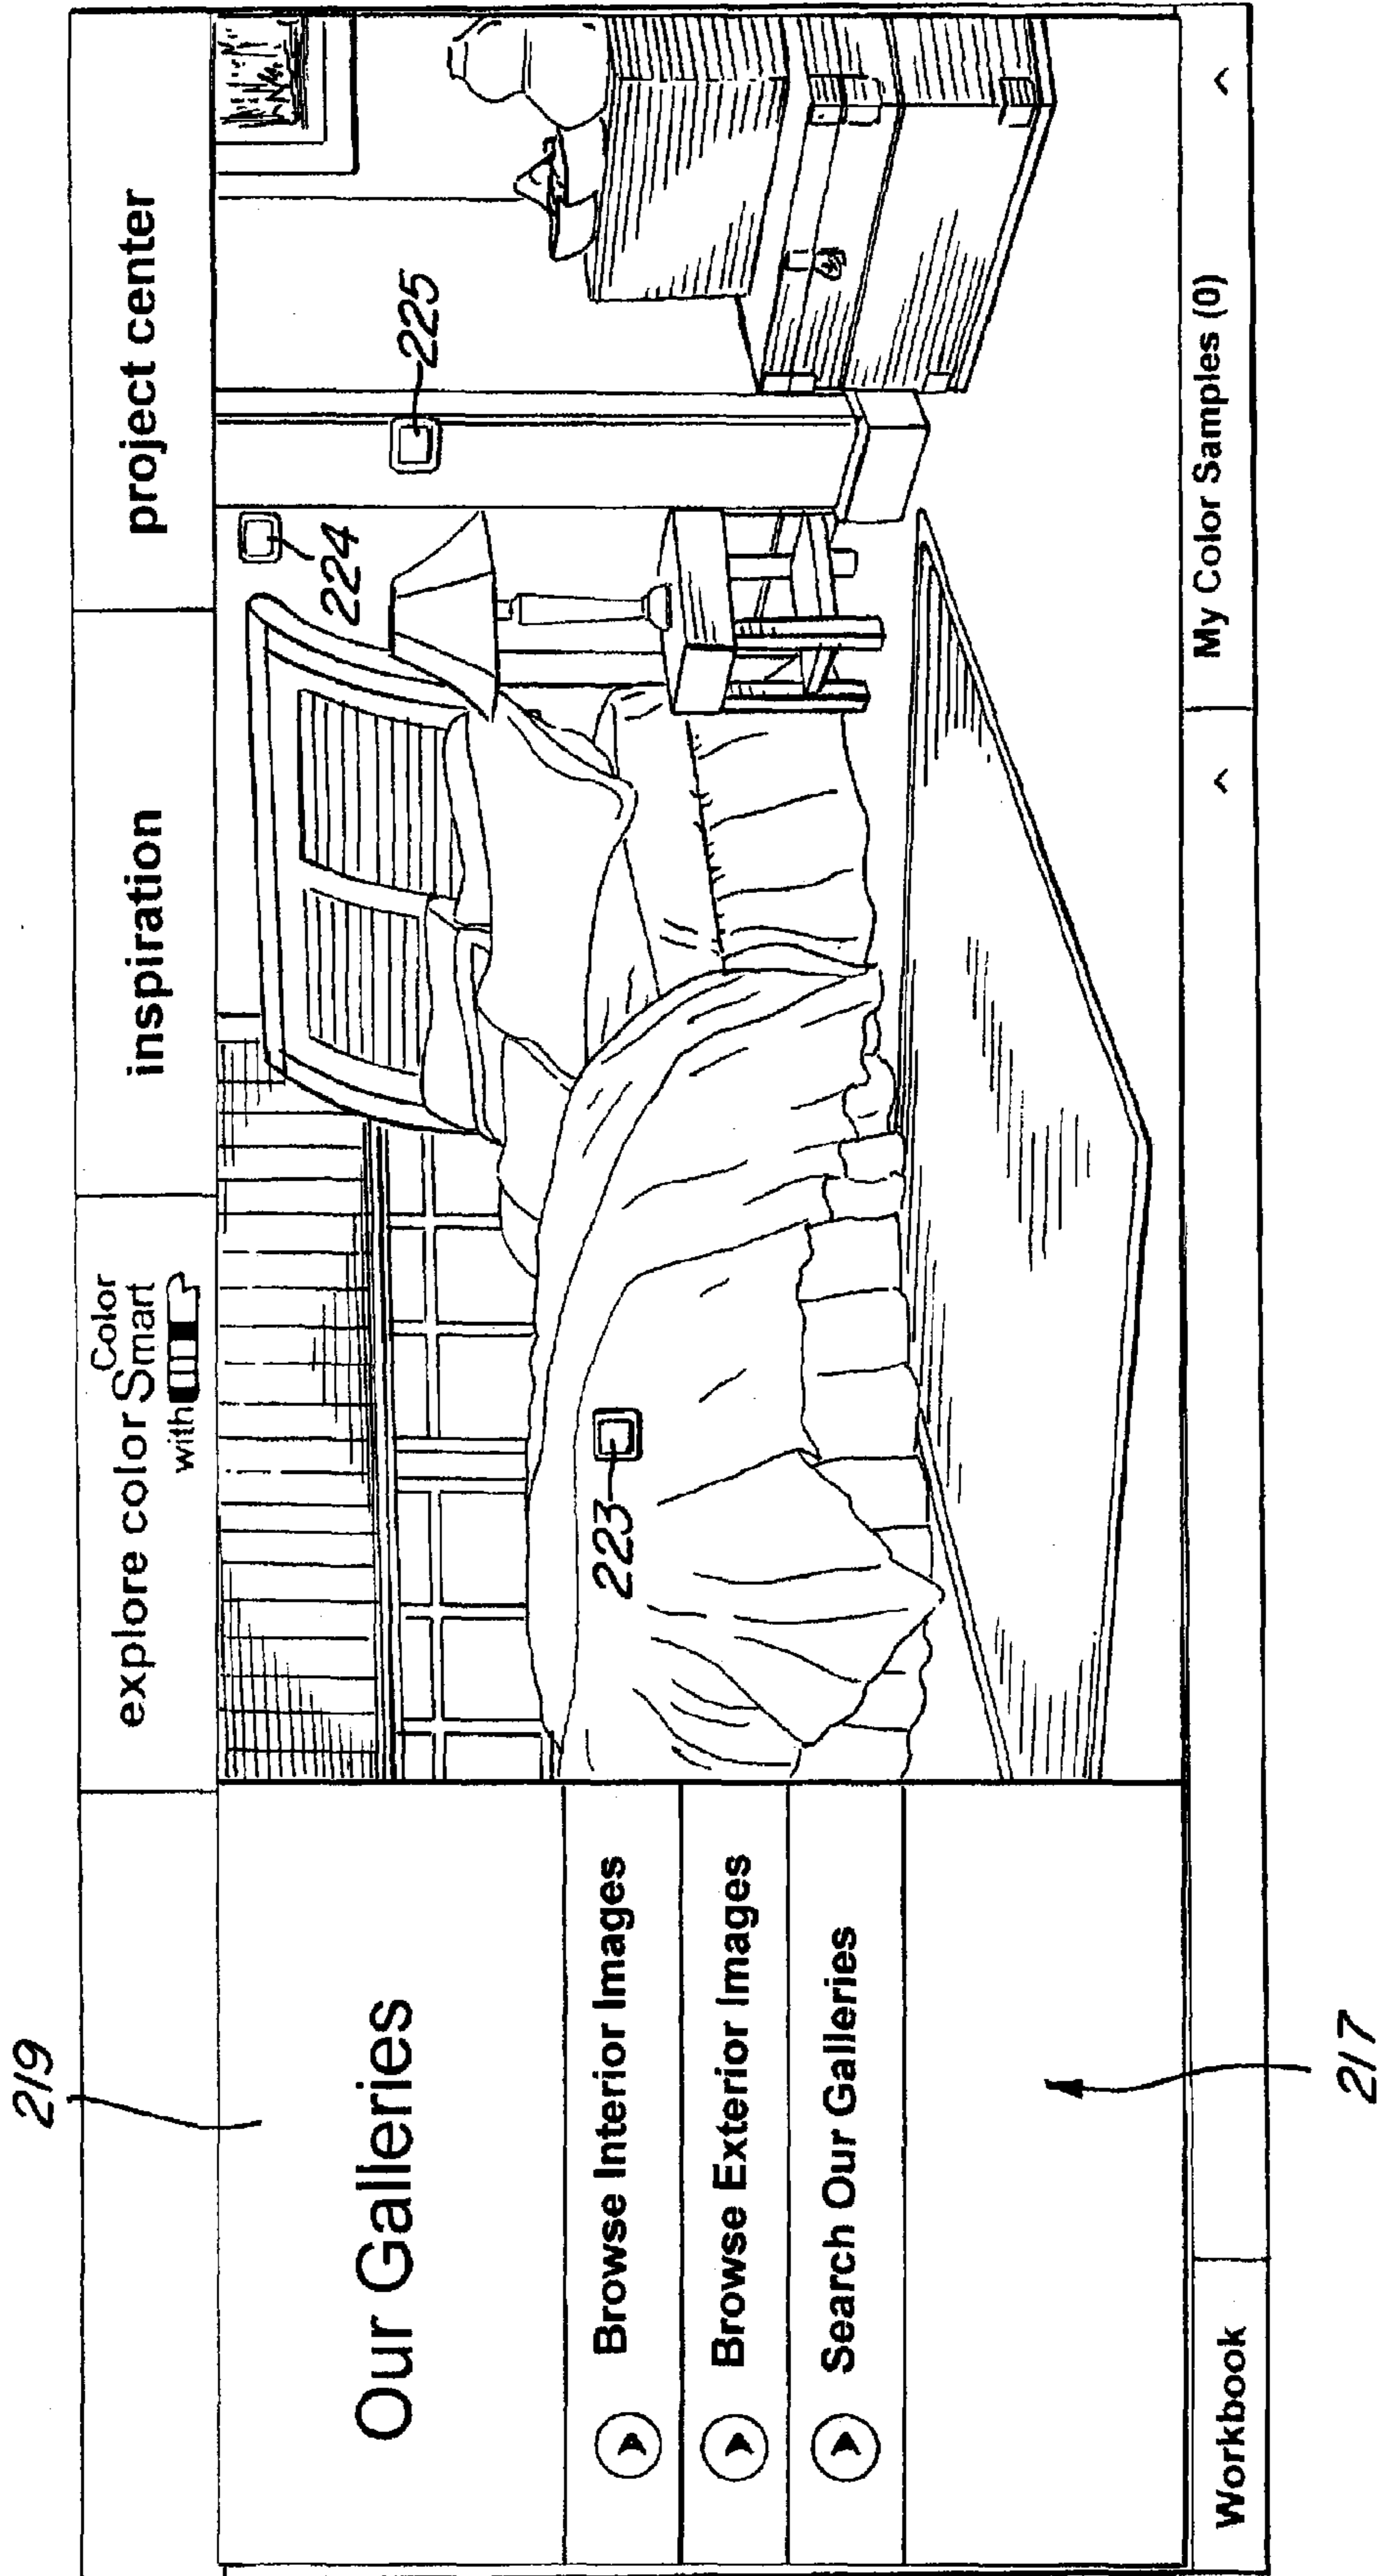 219
explore color
Color
Smart
with
inspiration
project center
Our Galleries
Browse Interior Images
Browse Exterior Images
Search Our Galleries
223
224
225
Workbook
My Color Samples (0)
217